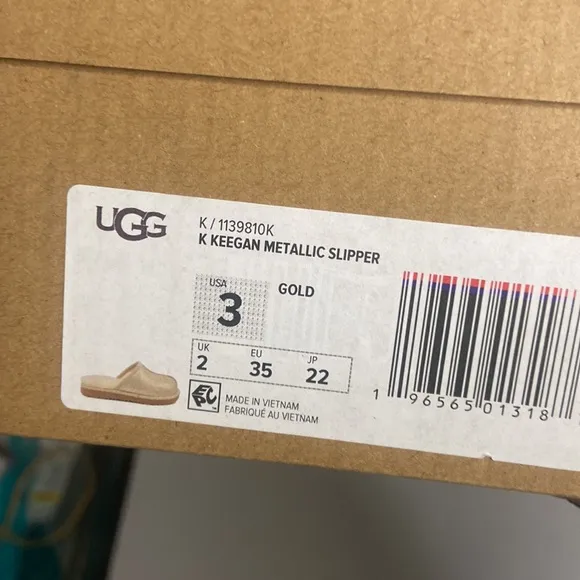 UGG
K / 1139810K
K KEEGAN METALLIC SLIPPER
USA
3
GOLD
UK EU JP
2 35 22
EPC
MADE IN VIETNAM
FABRIQUÉ AU VIETNAM
1 96565 01318